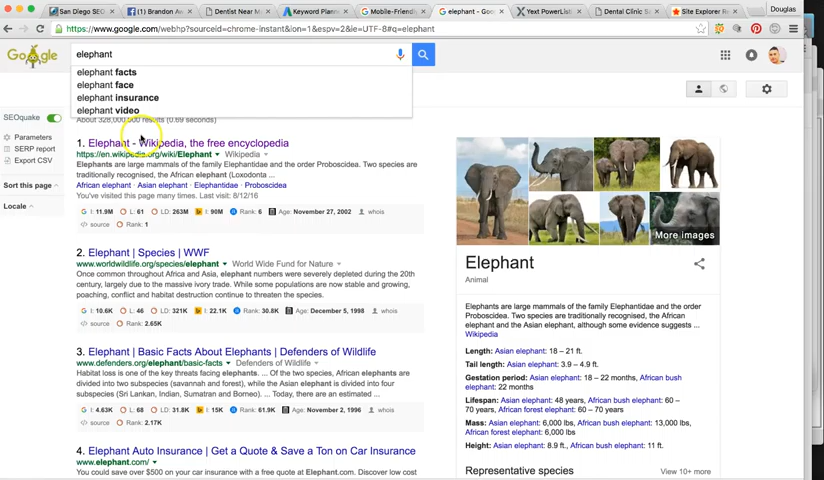 San Diego SEO
(1) Brandon Aw
Dentist Near M
Keyword Planne
Mobile-Friendly
elephant - Goo
Yext PowerList
Dental Clinic Sa
Site Explorer R
Douglas
https://www.google.com/webhp?sourceid=chrome-instant&ion=1&espv=2&ie=UTF-8#q=elephant
Google
elephant
elephant facts
elephant face
elephant insurance
elephant video
SEOquake
Parameters
SERP report
Export CSV
Sort this page
Locale
About 328,000,000 results (0.69 seconds)
1. Elephant - Wikipedia, the free encyclopedia
https://en.wikipedia.org/wiki/Elephant Wikipedia
Elephants are large mammals of the family Elephantidae and the order Proboscidea. Two species are
traditionally recognised, the African elephant (Loxodonta ...
African elephant · Asian elephant · Elephantidae · Proboscidea
You've visited this page many times. Last visit: 8/12/16
I: 11.9M L: 61 LD: 263M I: 90M Rank: 6 Age: November 27, 2002 whois
source Rank: 1
2. Elephant | Species | WWF
www.worldwildlife.org/species/elephant World Wide Fund for Nature
Once common throughout Africa and Asia, elephant numbers were severely depleted during the 20th
century, largely due to the massive ivory trade. While some populations are now stable and growing,
poaching, conflict and habitat destruction continue to threaten the species.
I: 10.6K L: 46 LD: 321K I: 22.1K Rank: 30.8K Age: December 5, 1998 whois
source Rank: 2.65K
3. Elephant | Basic Facts About Elephants | Defenders of Wildlife
www.defenders.org/elephant/basic-facts Defenders of Wildlife
Habitat loss is one of the key threats facing elephants. ... Of the two species, African elephants are
divided into two subspecies (savannah and forest), while the Asian elephant is divided into four
subspecies (Sri Lankan, Indian, Sumatran and Borneo). Today, there are an estimated ...
I: 4.63K L: 68 LD: 31.8K I: 15K Rank: 61.9K Age: November 2, 1996 whois
source Rank: 2.17K
4. Elephant Auto Insurance | Get a Quote & Save a Ton on Car Insurance
www.elephant.com/
You could save over $500 on your car insurance with a free quote at Elephant.com. Discover low cost
More images
Elephant
Animal
Elephants are large mammals of the family Elephantidae and the order
Proboscidea. Two species are traditionally recognised, the African
elephant and the Asian elephant, although some evidence suggests ...
Wikipedia
Length: Asian elephant: 18 – 21 ft.
Tail length: Asian elephant: 3.9 – 4.9 ft.
Gestation period: Asian elephant: 18 – 22 months, African bush
elephant: 22 months
Lifespan: Asian elephant: 48 years, African bush elephant: 60 –
70 years, African forest elephant: 60 – 70 years
Mass: Asian elephant: 6,000 lbs, African bush elephant: 13,000 lbs,
African forest elephant: 6,000 lbs
Height: Asian elephant: 8.9 ft., African bush elephant: 11 ft.
Representative species
View 10+ more